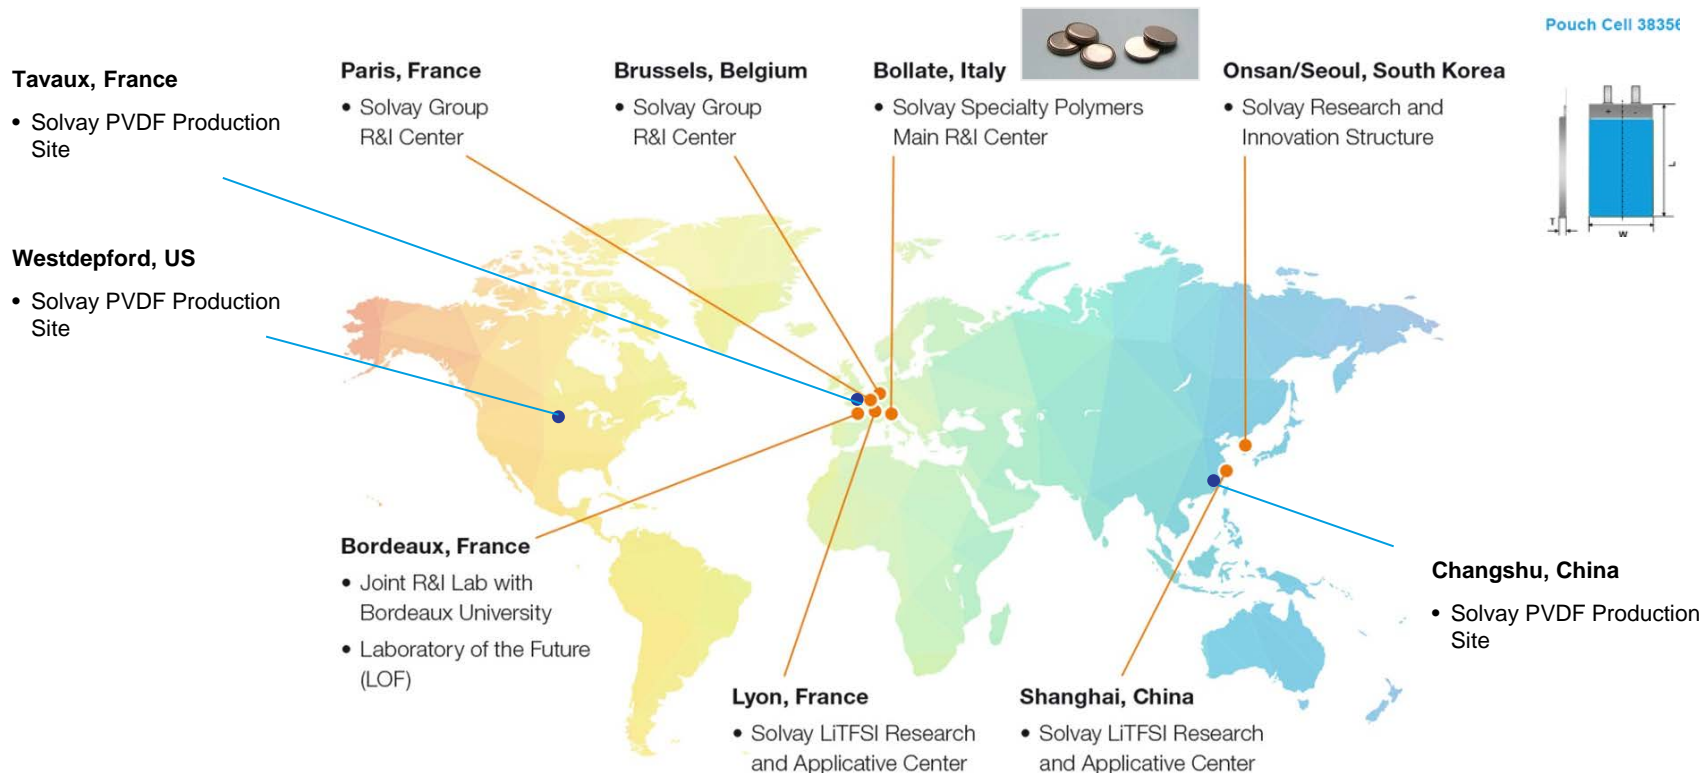 Pouch Cell 38356
Tavaux, France
• Solvay PVDF Production
Site
Paris, France
• Solvay Group
R&I Center
Brussels, Belgium
• Solvay Group
R&I Center
Bollate, Italy
• Solvay Specialty Polymers
Main R&I Center
Onsan/Seoul, South Korea
• Solvay Research and
Innovation Structure
+ -
L
T
W
Westdepford, US
• Solvay PVDF Production
Site
Bordeaux, France
• Joint R&I Lab with
Bordeaux University
• Laboratory of the Future
(LOF)
Lyon, France
• Solvay LiTFSI Research
and Applicative Center
Shanghai, China
• Solvay LiTFSI Research
and Applicative Center
Changshu, China
• Solvay PVDF Production
Site